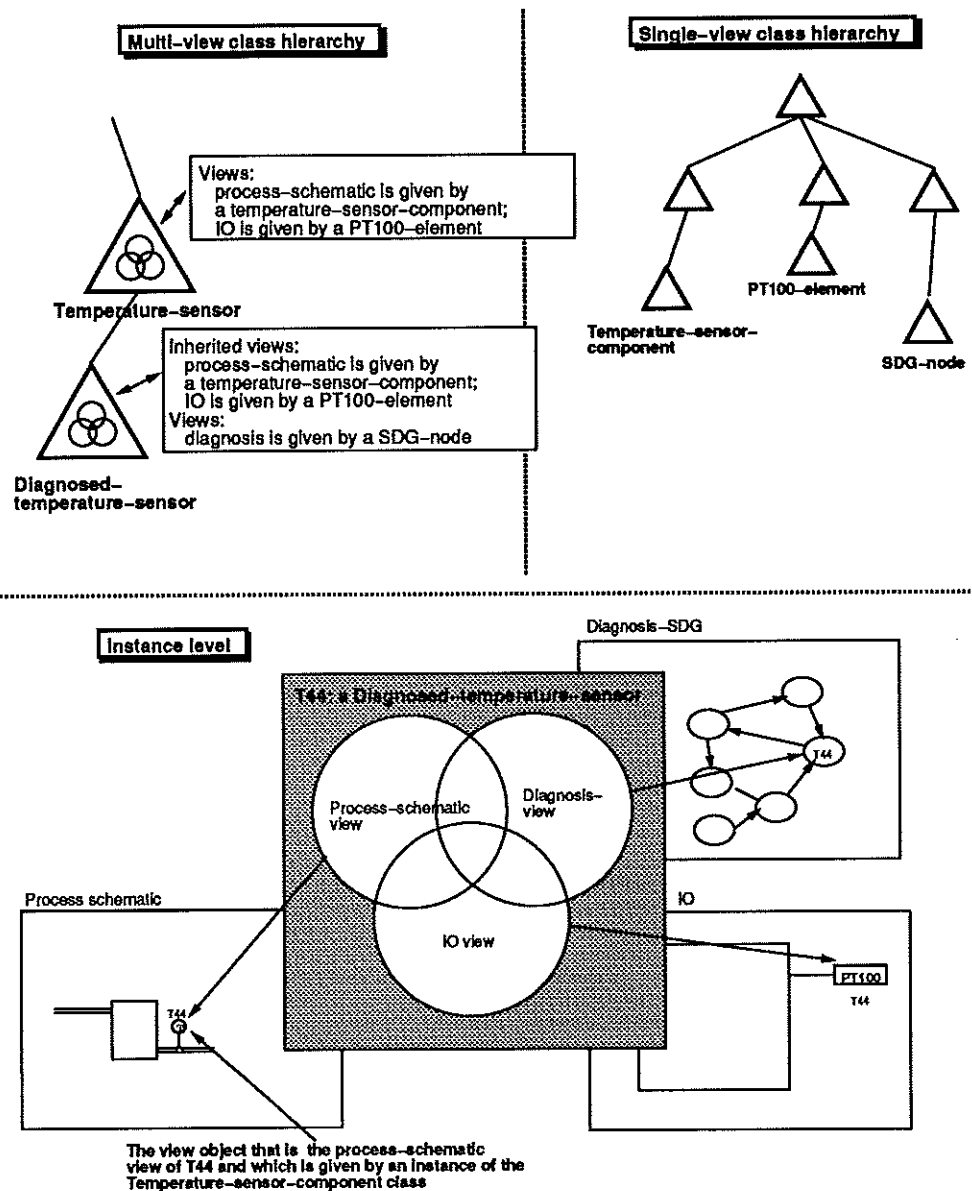 Multi–view class hierarchy
Single–view class hierarchy
Views:
process–schematic is given by
a temperature–sensor–component;
IO is given by a PT100–element
Temperature–sensor
Inherited views:
process–schematic is given by
a temperature–sensor–component;
IO is given by a PT100–element
Views:
diagnosis is given by a SDG–node
Diagnosed–
temperature–sensor
PT100–element
Temperature–sensor–
component
SDG–node
Instance level
Diagnosis–SDG
T44: a Diagnosed–temperature–sensor
T44
Process–schematic
view
Diagnosis–
view
IO view
Process schematic
T44
IO
PT100
T44
The view object that is the process–schematic
view of T44 and which is given by an instance of the
Temperature–sensor–component class